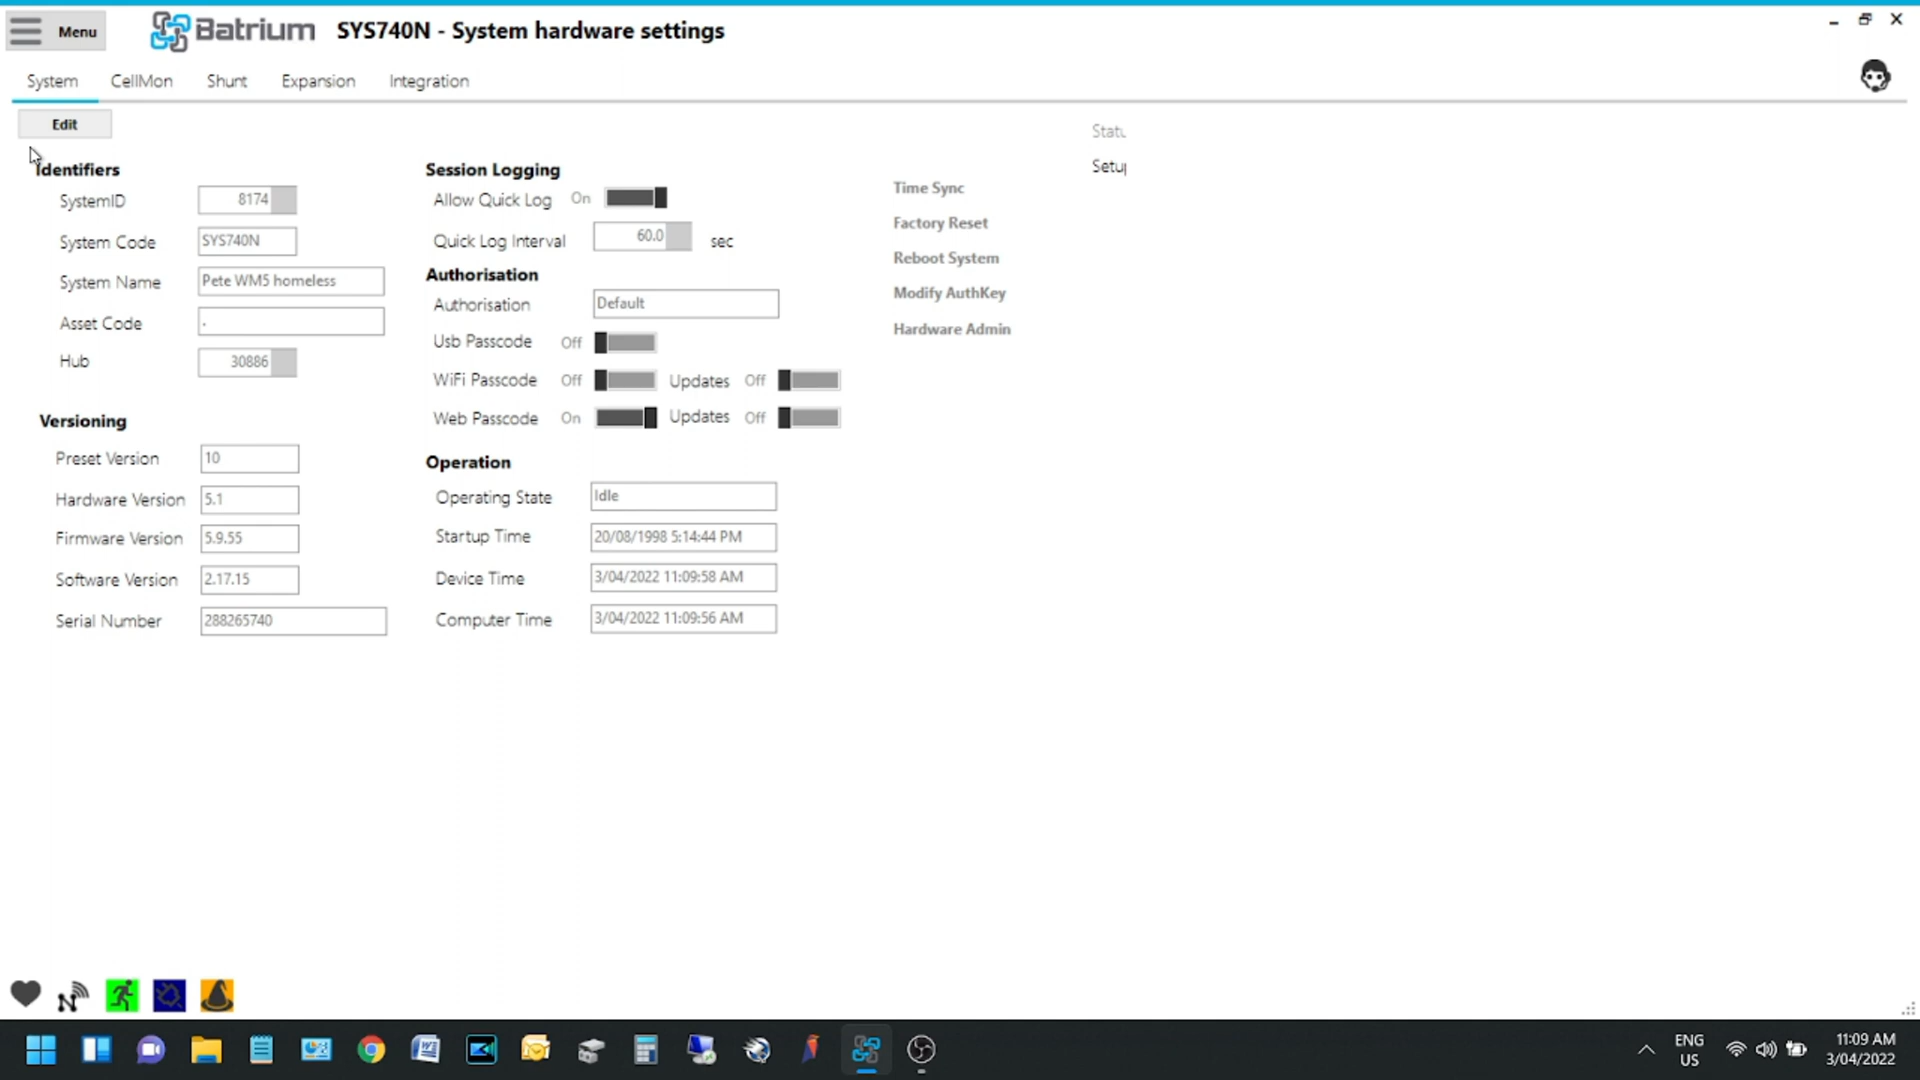 Menu
Batrium
SYS740N - System hardware settings
System CellMon Shunt Expansion Integration
Edit
Identifiers
SystemID 8174
System Code SYS740N
System Name Pete WM5 homeless
Asset Code .
Hub 30886
Versioning
Preset Version 10
Hardware Version 5.1
Firmware Version 5.9.55
Software Version 2.17.15
Serial Number 288265740
Session Logging
Allow Quick Log On
Quick Log Interval 60.0 sec
Authorisation
Authorisation Default
Usb Passcode Off
WiFi Passcode Off Updates Off
Web Passcode On Updates Off
Operation
Operating State Idle
Startup Time 20/08/1998 5:14:44 PM
Device Time 3/04/2022 11:09:58 AM
Computer Time 3/04/2022 11:09:56 AM
Time Sync
Factory Reset
Reboot System
Modify AuthKey
Hardware Admin
Statu
Setup
N
ENG
US
11:09 AM
3/04/2022